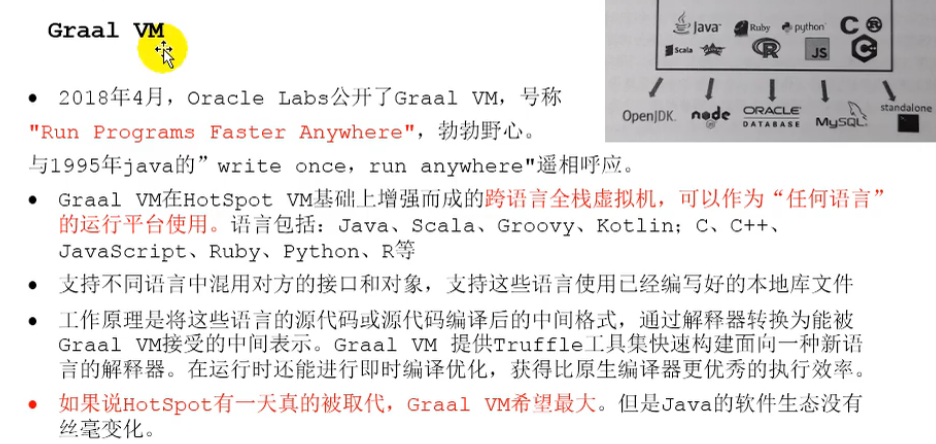 Graal VM
Java
Ruby
python
C
R
Scala
R
JS
C
OpenJDK.
node
ORACLE
DATABASE
MySQL
standalone
2018年4月，Oracle Labs公开了Graal VM，号称
"Run Programs Faster Anywhere"，勃勃野心。
与1995年java的”write once，run anywhere"遥相呼应。
Graal VM在HotSpot VM基础上增强而成的跨语言全栈虚拟机，可以作为“任何语言”
的运行平台使用。语言包括：Java、Scala、Groovy、Kotlin；C、C++、
JavaScript、Ruby、Python、R等
支持不同语言中混用对方的接口和对象，支持这些语言使用已经编写好的本地库文件
工作原理是将这些语言的源代码或源代码编译后的中间格式，通过解释器转换为能被
Graal VM接受的中间表示。Graal VM 提供Truffle工具集快速构建面向一种新语
言的解释器。在运行时还能进行即时编译优化，获得比原生编译器更优秀的执行效率。
如果说HotSpot有一天真的被取代，Graal VM希望最大。但是Java的软件生态没有
丝毫变化。